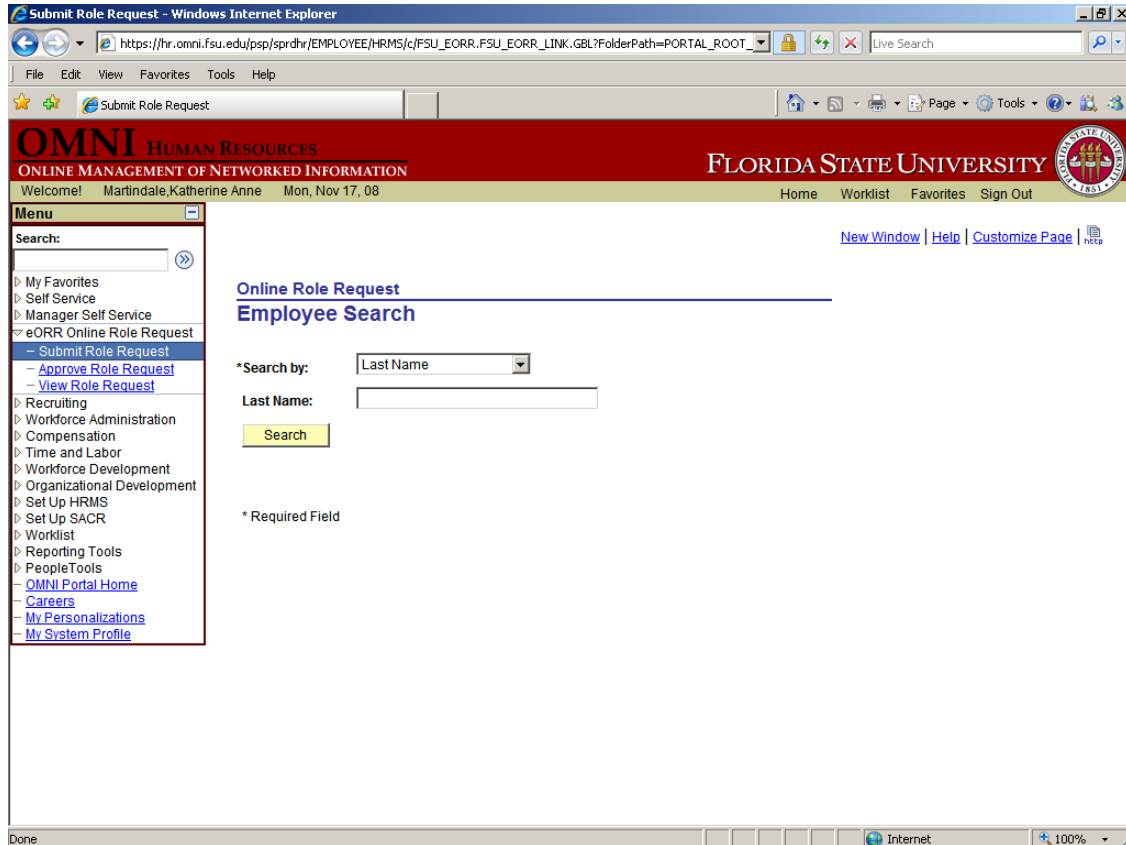 Submit Role Request - Windows Internet Explorer
https://hr.omni.fsu.edu/psp/sprdhr/EMPLOYEE/HRMS/c/FSU_EORR.FSU_EORR_LINK.GBL?FolderPath=PORTAL_ROOT_
Live Search
File Edit View Favorites Tools Help
Submit Role Request
Page Tools
OMNI HUMAN RESOURCES
ONLINE MANAGEMENT OF NETWORKED INFORMATION
FLORIDA STATE UNIVERSITY
1851
Welcome! Martindale,Katherine Anne Mon, Nov 17, 08
Home Worklist Favorites Sign Out
Menu
New Window | Help | Customize Page | http
Search:
My Favorites
Self Service
Manager Self Service
eORR Online Role Request
– Submit Role Request
– Approve Role Request
– View Role Request
Recruiting
Workforce Administration
Compensation
Time and Labor
Workforce Development
Organizational Development
Set Up HRMS
Set Up SACR
Worklist
Reporting Tools
PeopleTools
– OMNI Portal Home
– Careers
– My Personalizations
– My System Profile
Online Role Request
Employee Search
*Search by: Last Name
Last Name:
Search
* Required Field
Done
Internet
100%